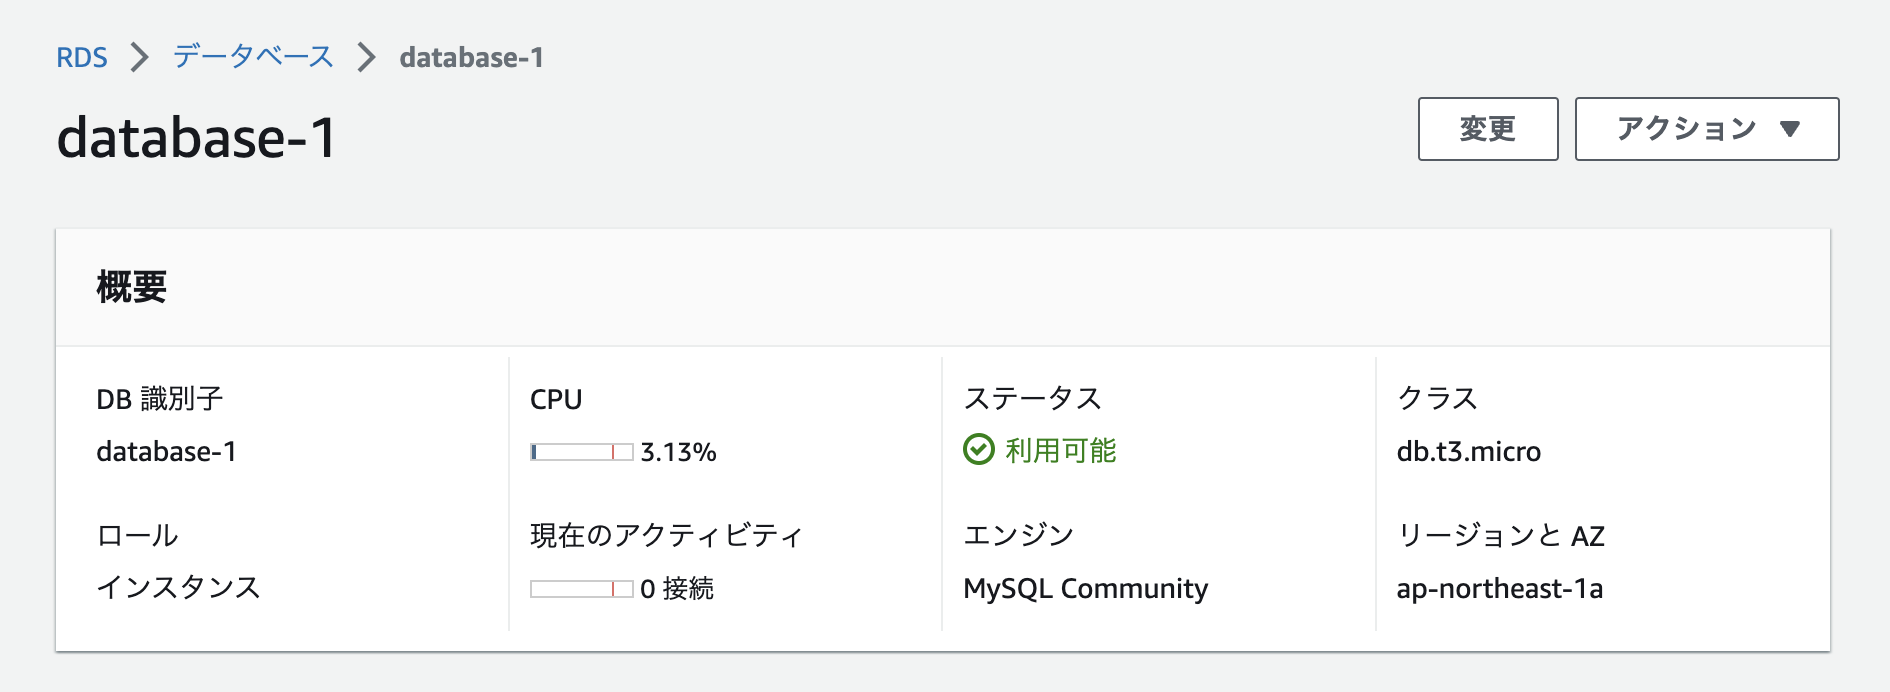 RDS > データベース > database-1
database-1
変更 アクション ▼
概要
DB 識別子
database-1
CPU
3.13%
ステータス
利用可能
クラス
db.t3.micro
ロール
インスタンス
現在のアクティビティ
0 接続
エンジン
MySQL Community
リージョンと AZ
ap-northeast-1a